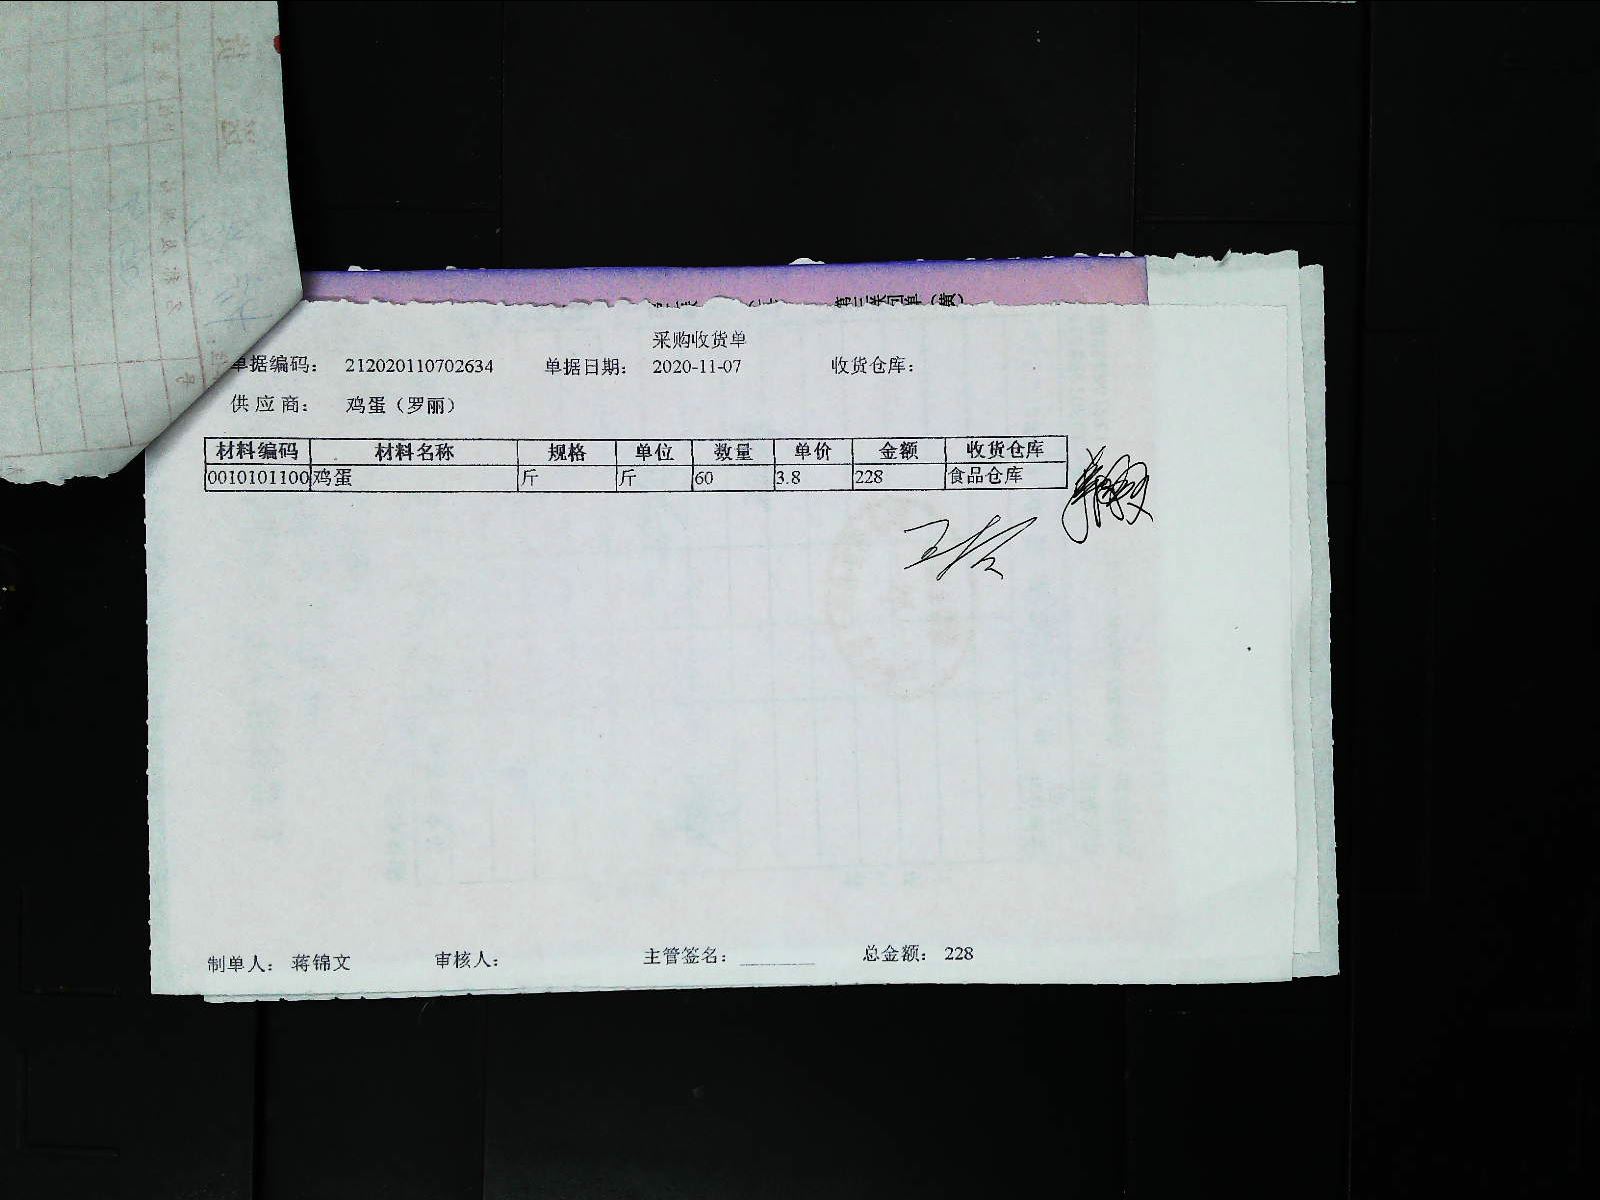 采购收货单
单据编码： 212020110702634 单据日期： 2020-11-07 收货仓库：
供应商： 鸡蛋（罗丽）
材料编码 材料名称 规格 单位 数量 单价 金额 收货仓库
0010101100 鸡蛋 斤 斤 60 3.8 228 食品仓库
制单人： 蒋锦文 审核人： 主管签名： 总金额： 228